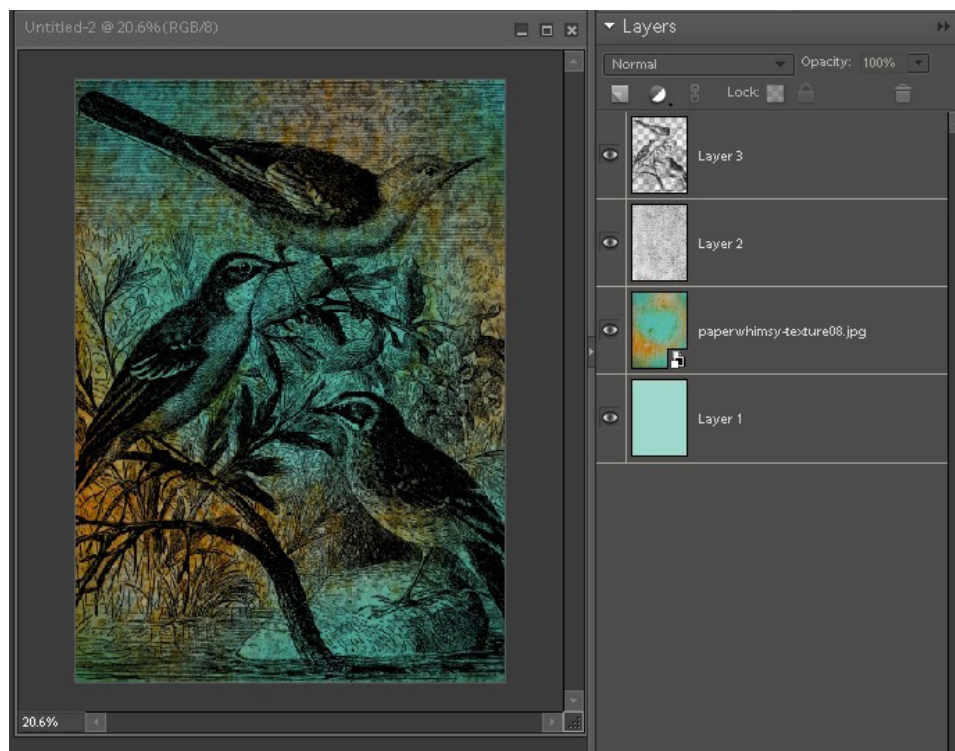 Untitled-2 @ 20.6% (RGB/8)
Layers
Normal Opacity: 100%
Lock:
Layer 3
Layer 2
paperwhimsy-texture08.jpg
Layer 1
20.6%